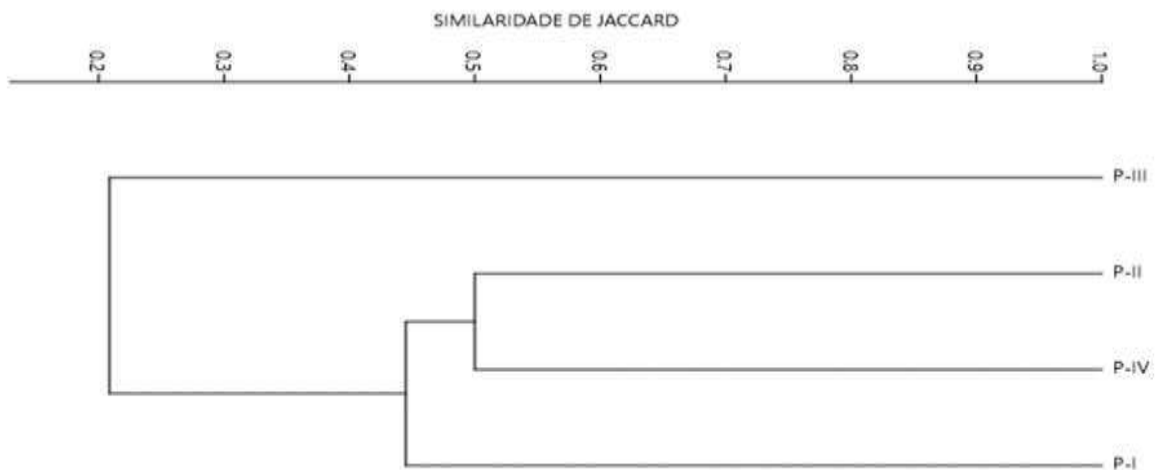 SIMILARIDADE DE JACCARD
0.2 0.3 0.4 0.5 0.6 0.7 0.8 0.9 1.0
P-III
P-II
P-IV
P-I